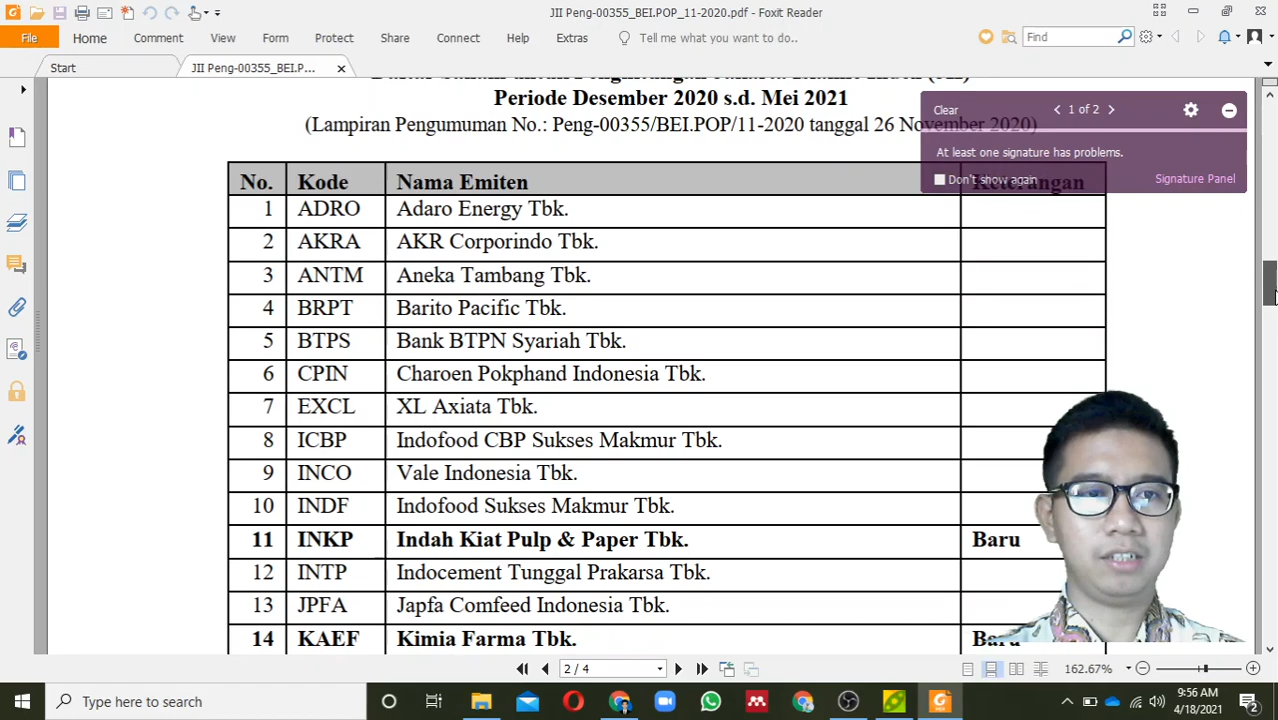 JII Peng-00355_BEI.POP_11-2020.pdf - Foxit Reader
File Home Comment View Form Protect Share Connect Help Extras Tell me what you want to do.. Find
Start JII Peng-00355_BEI.P...
Periode Desember 2020 s.d. Mei 2021
(Lampiran Pengumuman No.: Peng-00355/BEI.POP/11-2020 tanggal 26 November 2020)
Clear 1 of 2
At least one signature has problems.
Don't show again Signature Panel
No. Kode Nama Emiten Keterangan
1 ADRO Adaro Energy Tbk.
2 AKRA AKR Corporindo Tbk.
3 ANTM Aneka Tambang Tbk.
4 BRPT Barito Pacific Tbk.
5 BTPS Bank BTPN Syariah Tbk.
6 CPIN Charoen Pokphand Indonesia Tbk.
7 EXCL XL Axiata Tbk.
8 ICBP Indofood CBP Sukses Makmur Tbk.
9 INCO Vale Indonesia Tbk.
10 INDF Indofood Sukses Makmur Tbk.
11 INKP Indah Kiat Pulp & Paper Tbk. Baru
12 INTP Indocement Tunggal Prakarsa Tbk.
13 JPFA Japfa Comfeed Indonesia Tbk.
14 KAEF Kimia Farma Tbk. Baru
2 / 4 162.67%
Type here to search
9:56 AM
4/18/2021
2